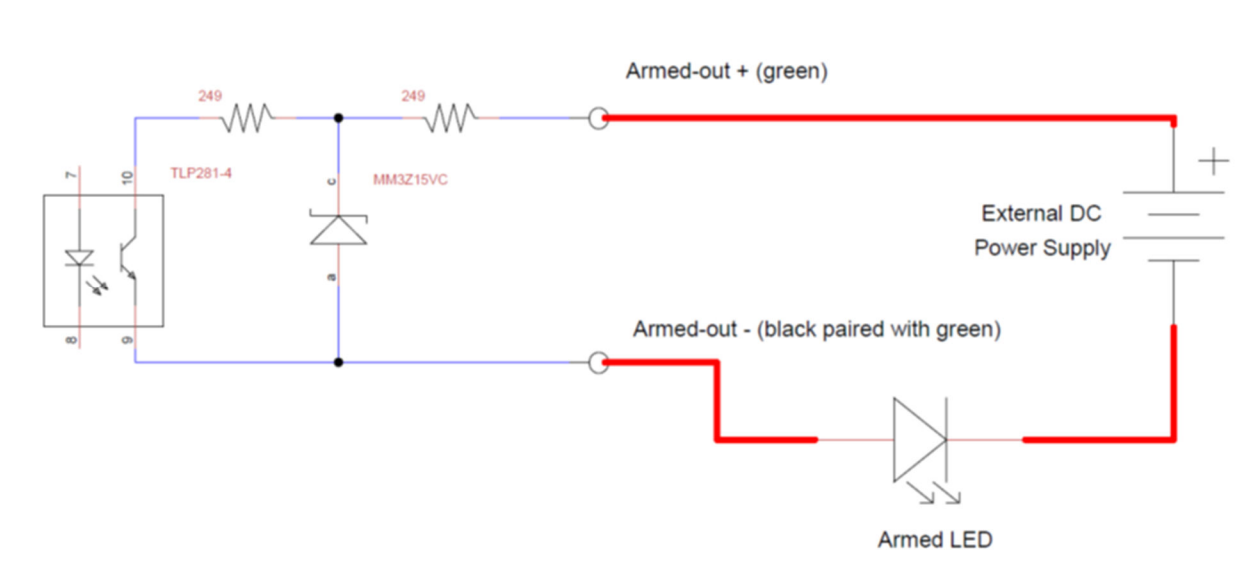 Armed-out + (green)
249
249
7
10
TLP281-4
c
MM3Z15VC
+
External DC
Power Supply
a
Armed-out - (black paired with green)
8
9
Armed LED